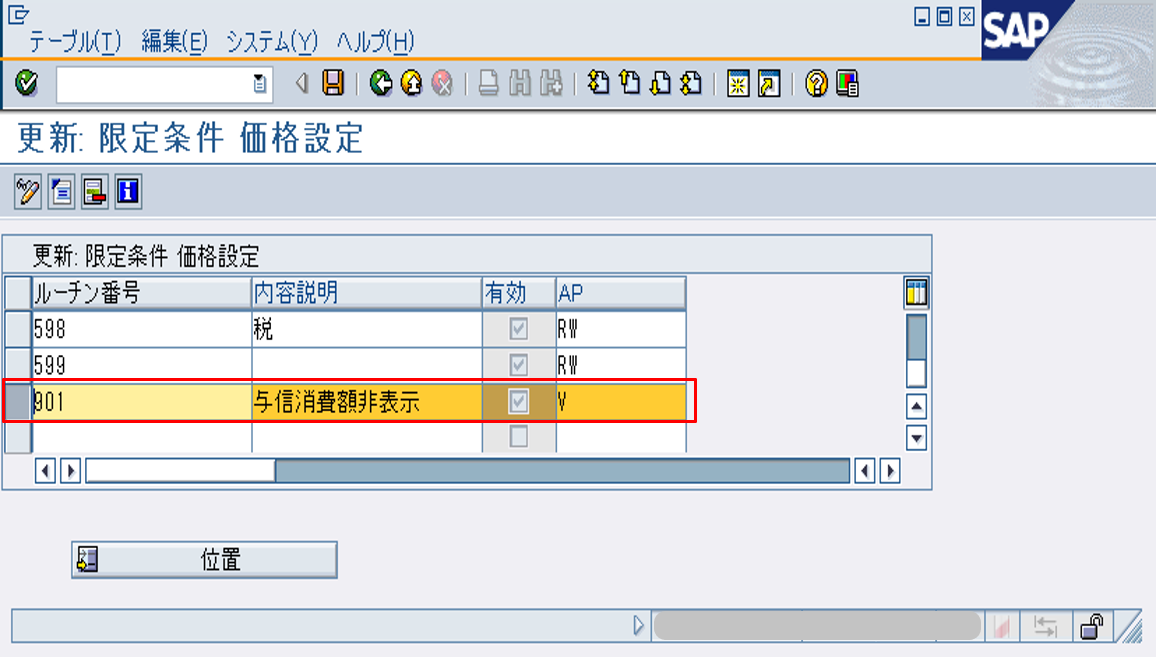 テーブル(T) 編集(E) システム(Y) ヘルプ(H)
SAP
更新: 限定条件 価格設定
更新: 限定条件 価格設定
ルーチン番号 内容説明 有効 AP
598 税 RW
599 RW
901 与信消費額非表示 V
位置